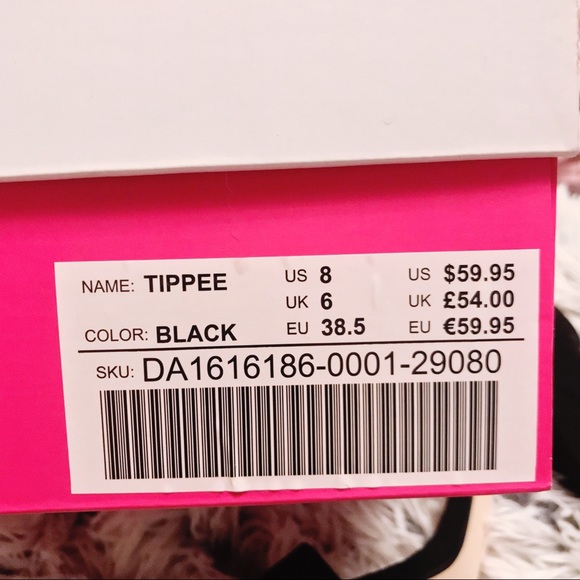 NAME: TIPPEE US 8 US $59.95
UK 6 UK £54.00
COLOR: BLACK EU 38.5 EU €59.95
SKU: DA1616186-0001-29080